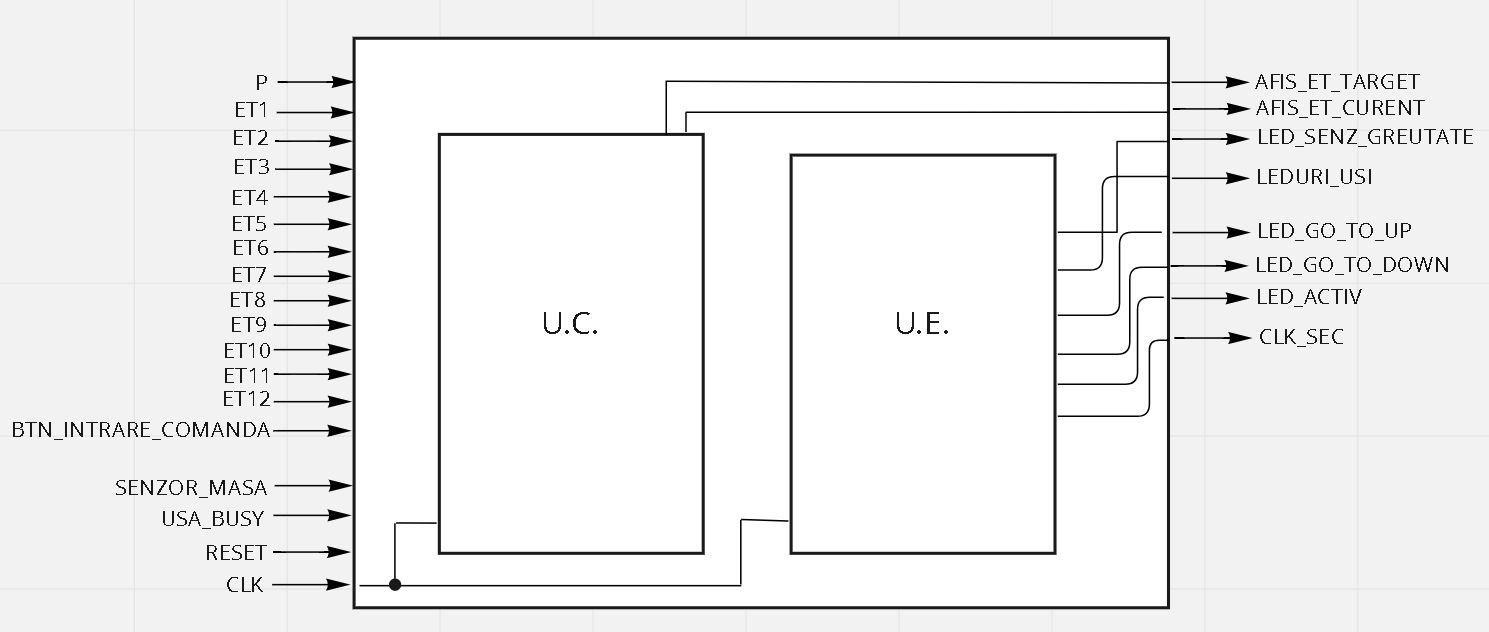 P
ET1
ET2
ET3
ET4
ET5
ET6
ET7
ET8
ET9
ET10
ET11
ET12
BTN_INTRARE_COMANDA
SENZOR_MASA
USA_BUSY
RESET
CLK
U.C.
U.E.
AFIS_ET_TARGET
AFIS_ET_CURENT
LED_SENZ_GREUTATE
LEDURI_USI
LED_GO_TO_UP
LED_GO_TO_DOWN
LED_ACTIV
CLK_SEC